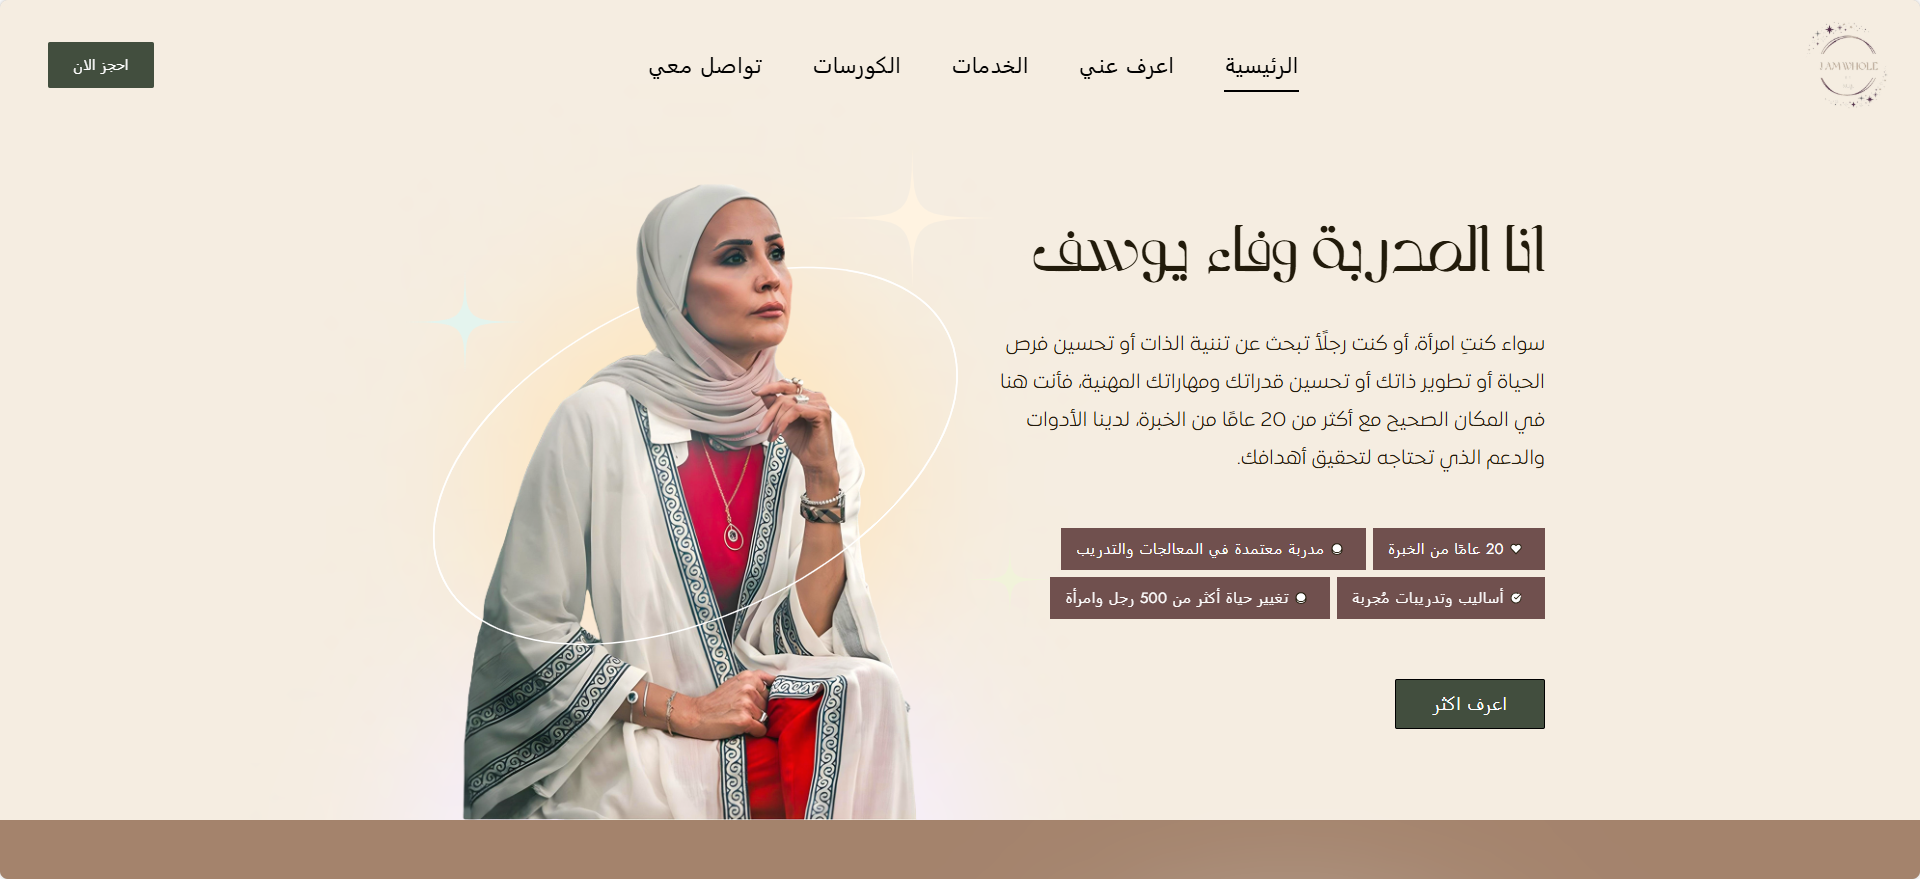 I AM WHOLE
الرئيسية
اعرف عني
الخدمات
الكورسات
تواصل معي
احجز الان
انا المدربة وفاء يوسف
سواء كنتِ امرأة، أو كنت رجلًأ تبحث عن تننية الذات أو تحسين فرص
الحياة أو تطوير ذاتك أو تحسين قدراتك ومهاراتك المهنية، فأنت هنا
في المكان الصحيح مع أكثر من 20 عامًا من الخبرة، لدينا الأدوات
والدعم الذي تحتاجه لتحقيق أهدافك.
20 عامًا من الخبرة
مدربة معتمدة في المعالجات والتدريب
أساليب وتدريبات مُجربة
تغيير حياة أكثر من 500 رجل وامرأة
اعرف اكثر